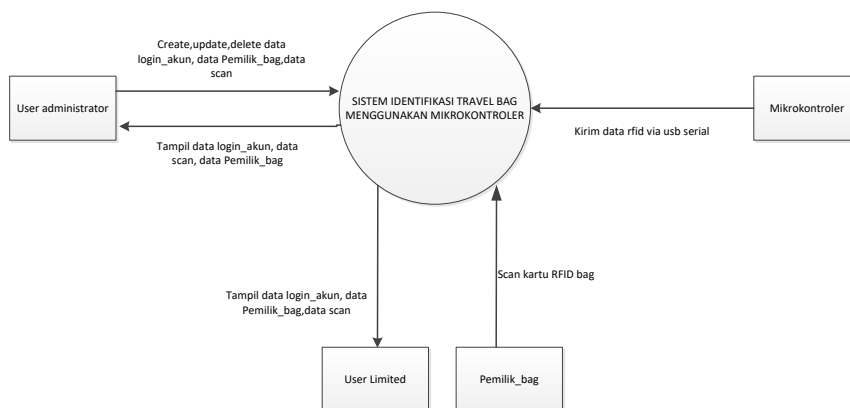 Create,update,delete data
login_akun, data Pemilik_bag,data
scan
User administrator
SISTEM IDENTIFIKASI TRAVEL BAG
MENGGUNAKAN MIKROKONTROLER
Mikrokontroler
Kirim data rfid via usb serial
Tampil data login_akun, data
scan, data Pemilik_bag
Scan kartu RFID bag
Tampil data login_akun, data
Pemilik_bag,data scan
User Limited
Pemilik_bag